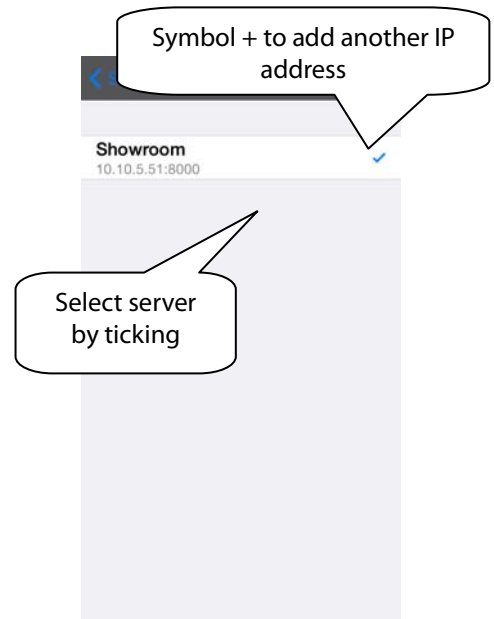 Symbol + to add another IP
address
Showroom
10.10.5.51:8000
Select server
by ticking